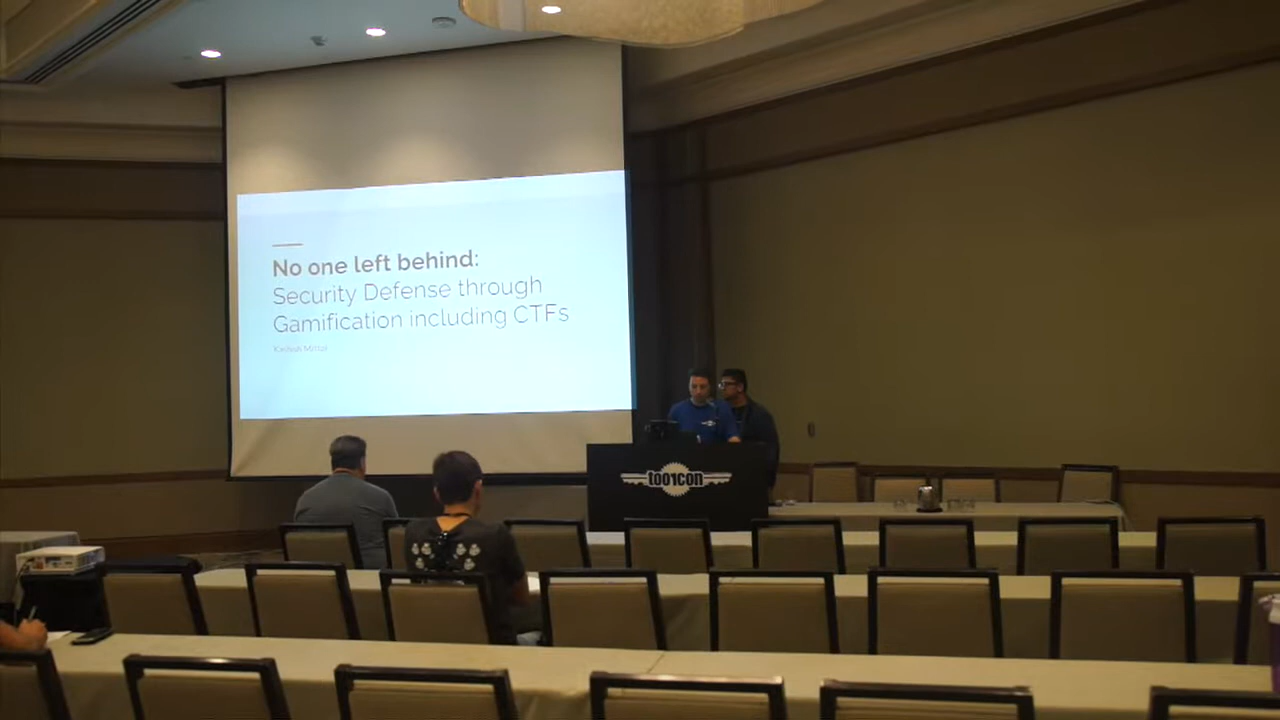 No one left behind:
Security Defense through
Gamification including CTFs
toorcon